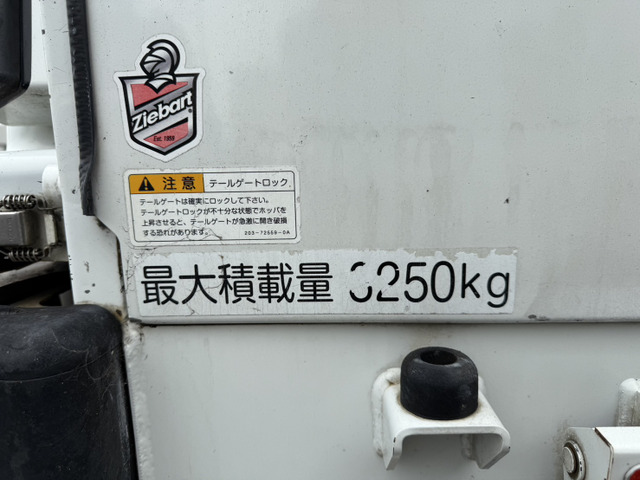 Ziebart
Est. 1959
注意 テールゲートロック
テールゲートは確実にロックして下さい。
テールゲートロックが不十分な状態でホッパを
上昇させると、テールゲートが急激に開き破損
する恐れがあります。
203-72559-0A
最大積載量 3250kg